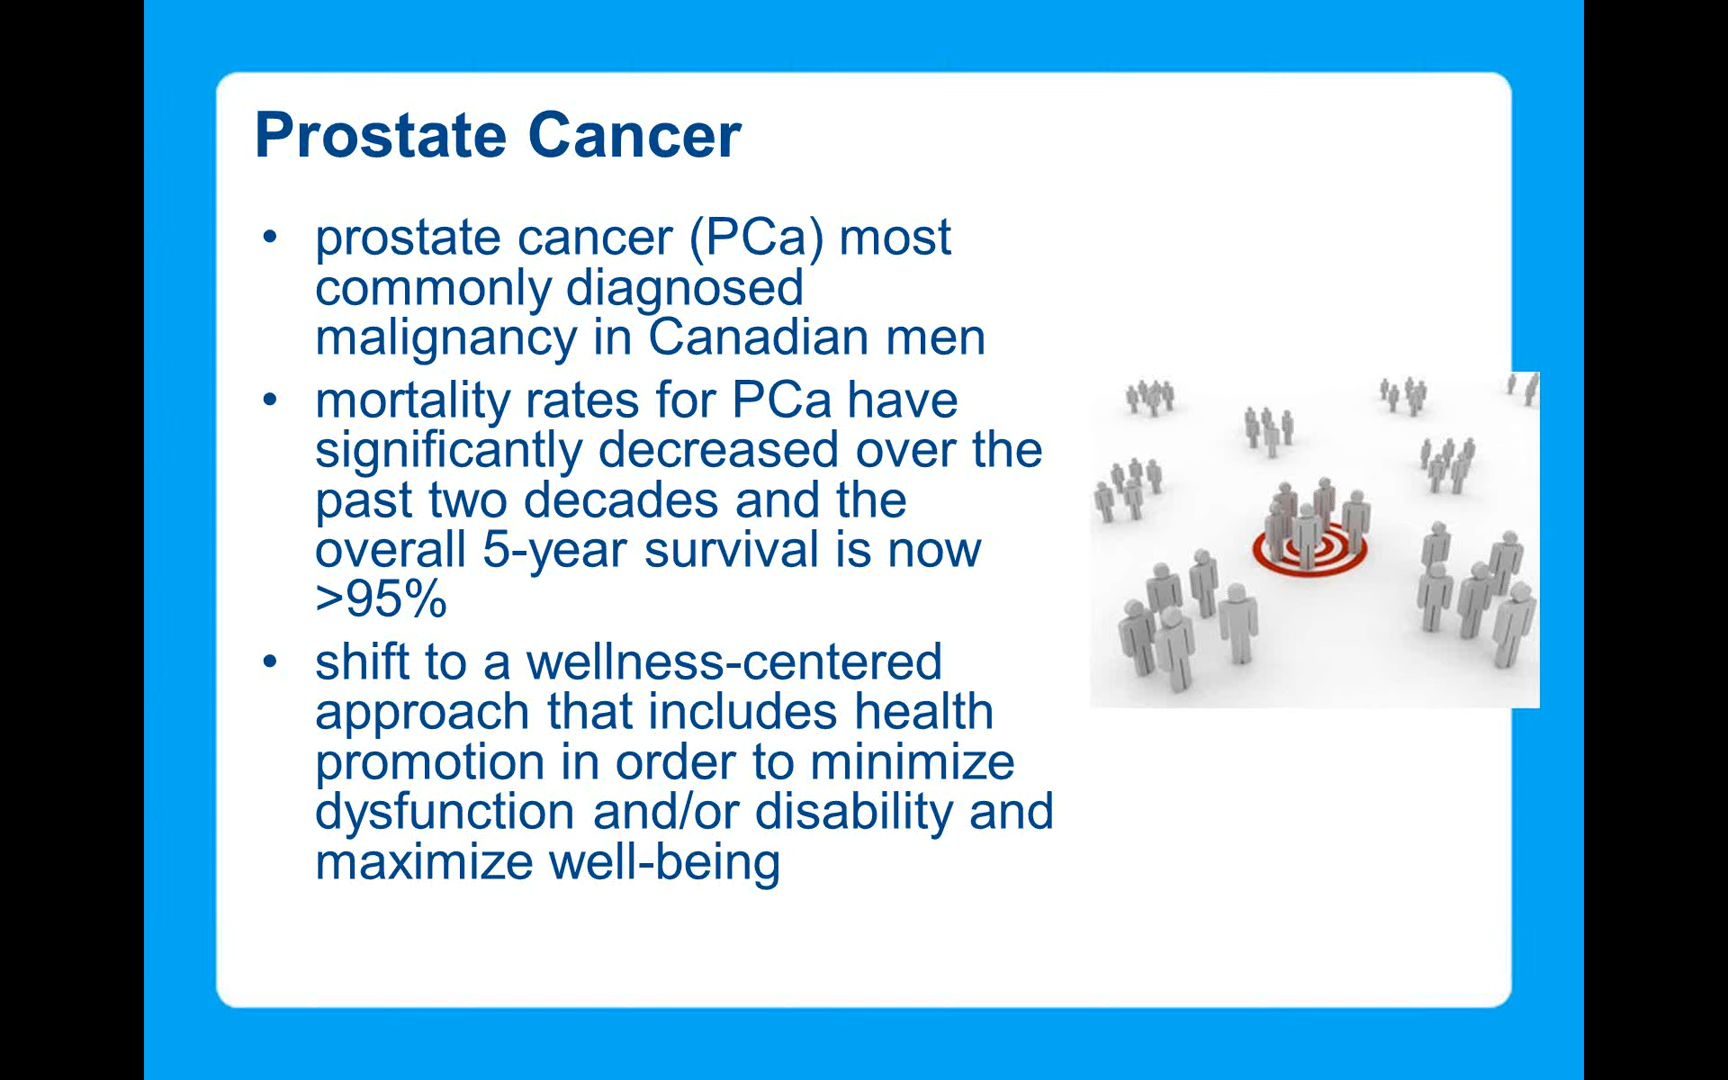 Prostate Cancer
• prostate cancer (PCa) most
commonly diagnosed
malignancy in Canadian men
• mortality rates for PCa have
significantly decreased over the
past two decades and the
overall 5-year survival is now
>95%
• shift to a wellness-centered
approach that includes health
promotion in order to minimize
dysfunction and/or disability and
maximize well-being